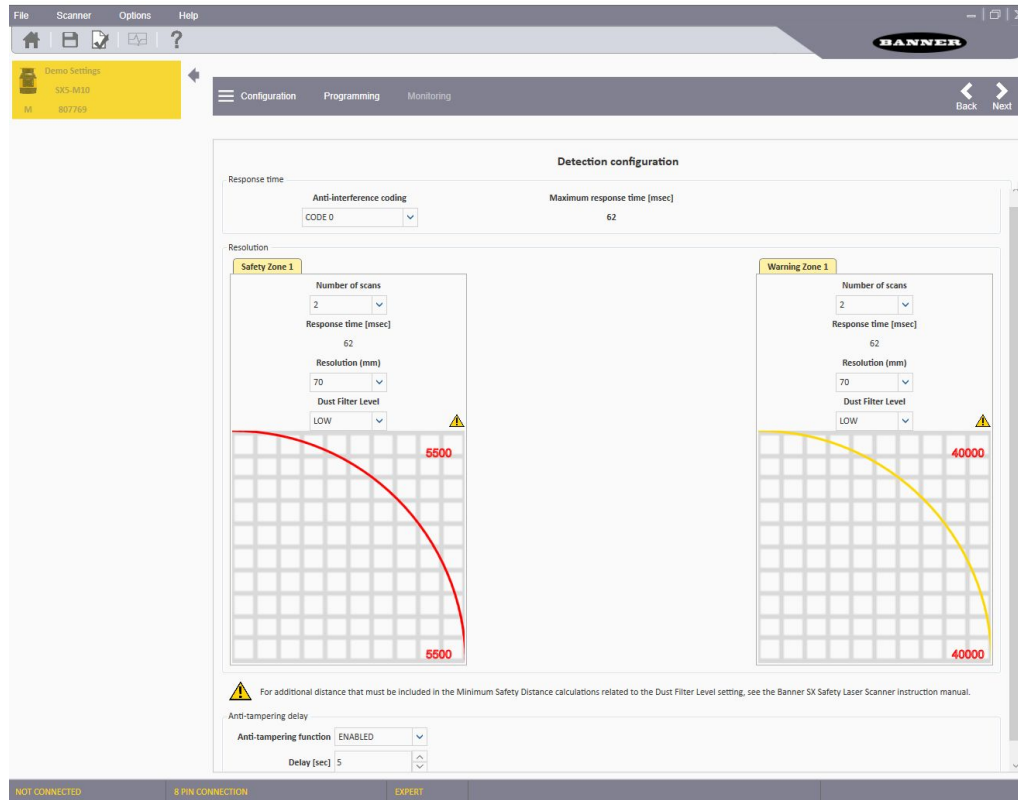 File Scanner Options Help
BANNER
Demo Settings
SX5-M10
M 807769
Configuration Programming Monitoring
Back Next
Detection configuration
Response time
Anti-interference coding Maximum response time [msec]
CODE 0 62
Resolution
Safety Zone 1 Warning Zone 1
Number of scans Number of scans
2 2
Response time [msec] Response time [msec]
62 62
Resolution (mm) Resolution (mm)
70 70
Dust Filter Level Dust Filter Level
LOW LOW
5500 40000
5500 40000
For additional distance that must be included in the Minimum Safety Distance calculations related to the Dust Filter Level setting, see the Banner SX Safety Laser Scanner instruction manual.
Anti-tampering delay
Anti-tampering function ENABLED
Delay [sec] 5
NOT CONNECTED 8 PIN CONNECTION EXPERT